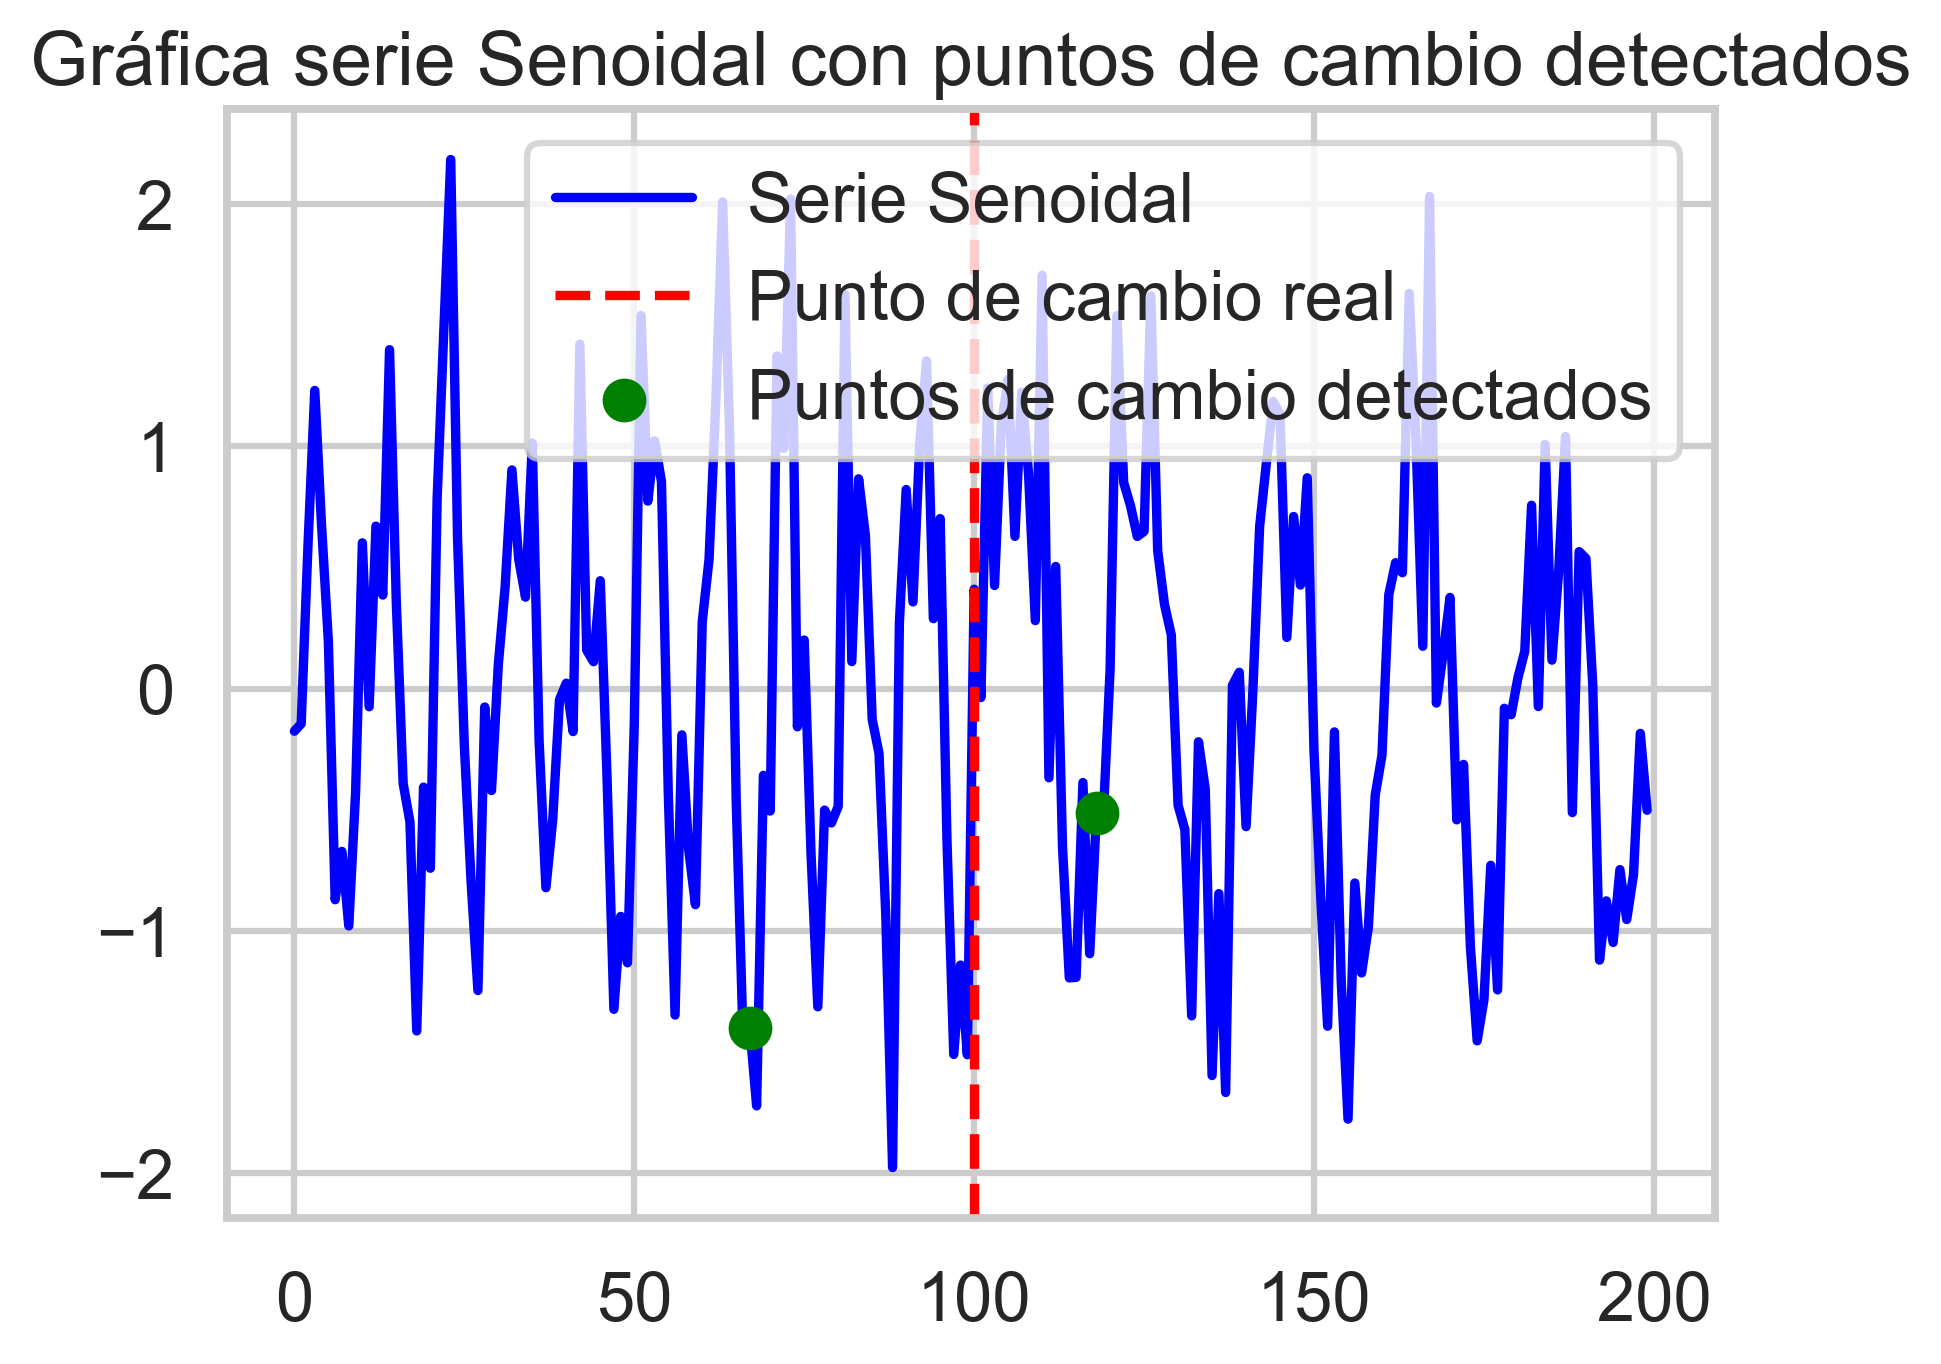 Gráfica serie Senoidal con puntos de cambio detectados
Serie Senoidal
Punto de cambio real
Puntos de cambio detectados
2
1
0
−1
−2
0 50 100 150 200